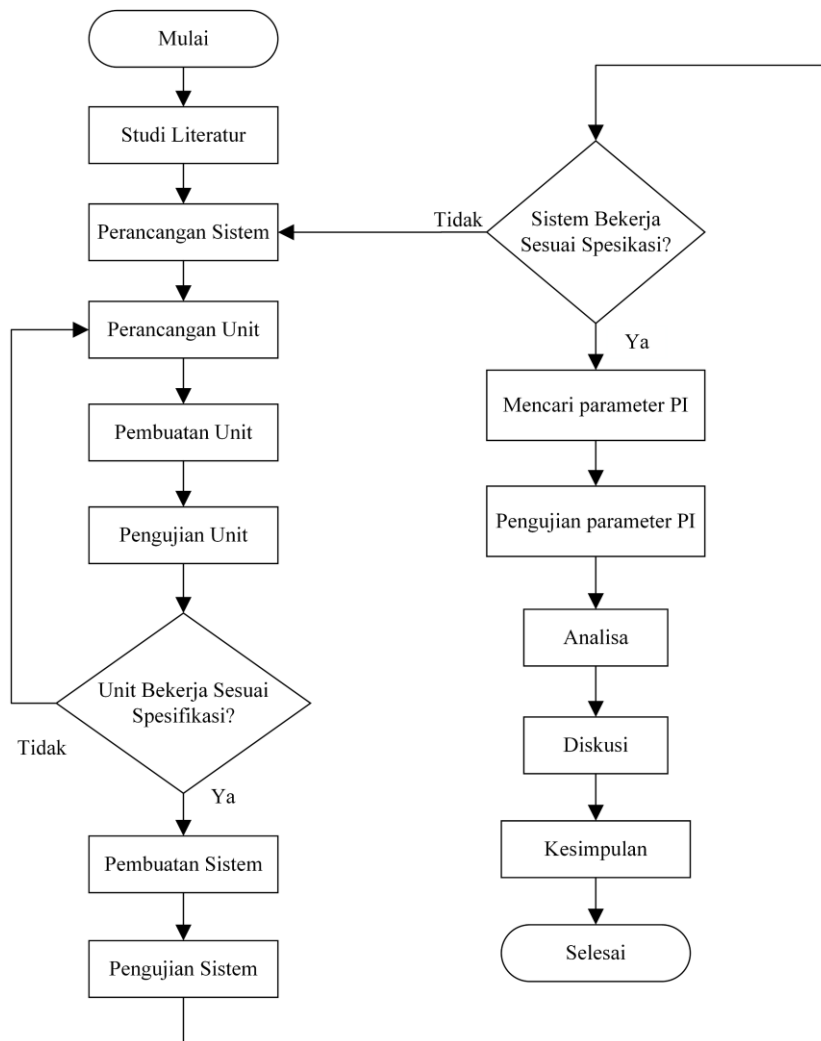 Mulai
Studi Literatur
Perancangan Sistem
Perancangan Unit
Pembuatan Unit
Pengujian Unit
Unit Bekerja Sesuai
Spesifikasi?
Tidak
Ya
Pembuatan Sistem
Pengujian Sistem
Sistem Bekerja
Sesuai Spesikasi?
Tidak
Ya
Mencari parameter PI
Pengujian parameter PI
Analisa
Diskusi
Kesimpulan
Selesai